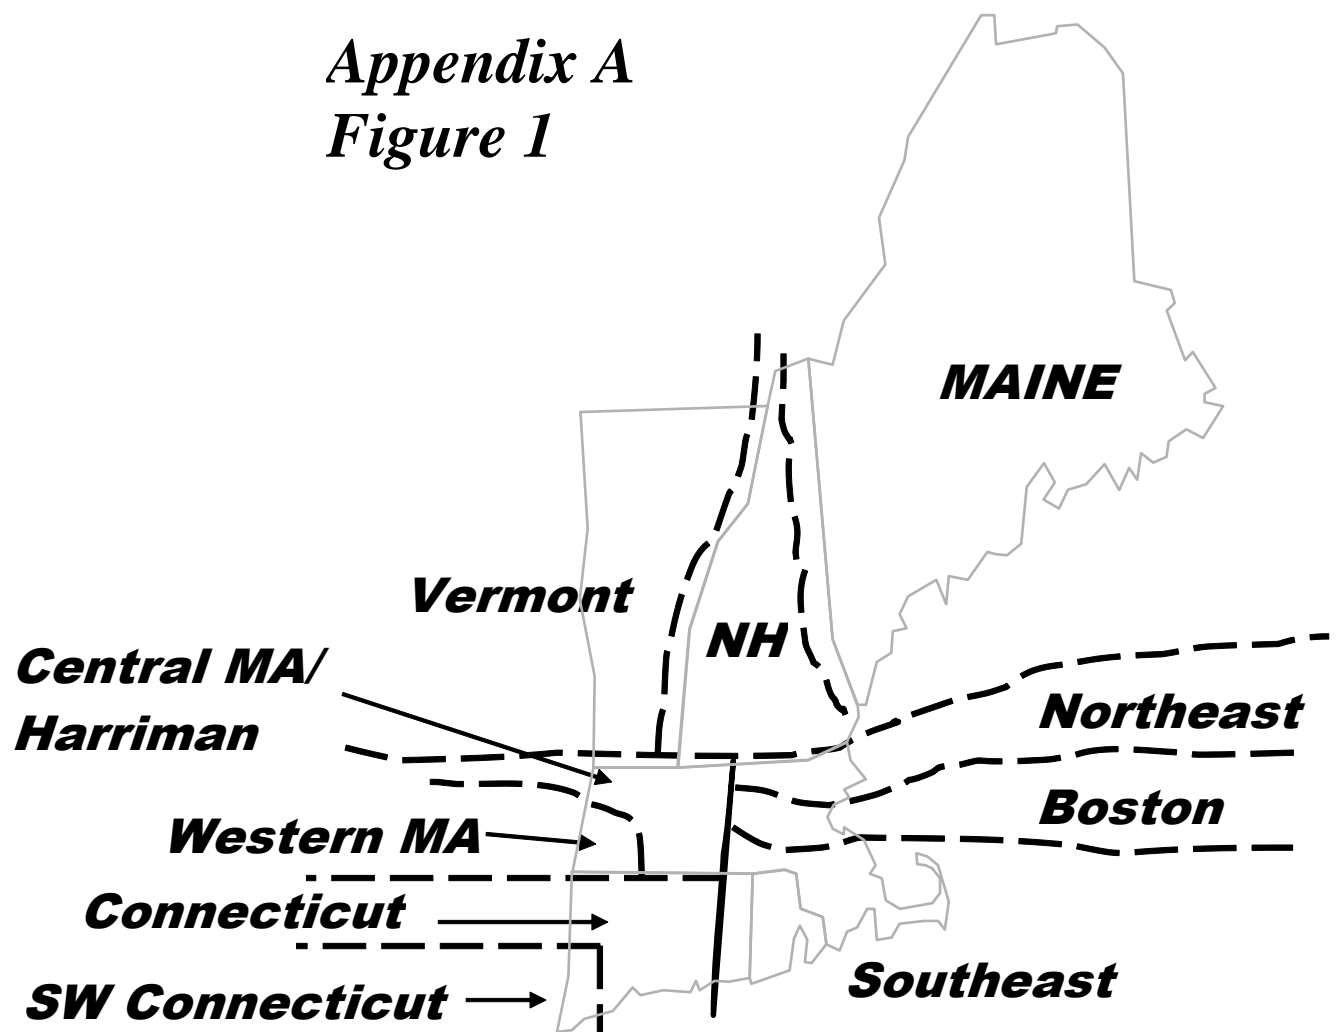 Appendix A
Figure 1
MAINE
Vermont
NH
Central MA/
Harriman
Northeast
Boston
Western MA
Connecticut
Southeast
SW Connecticut